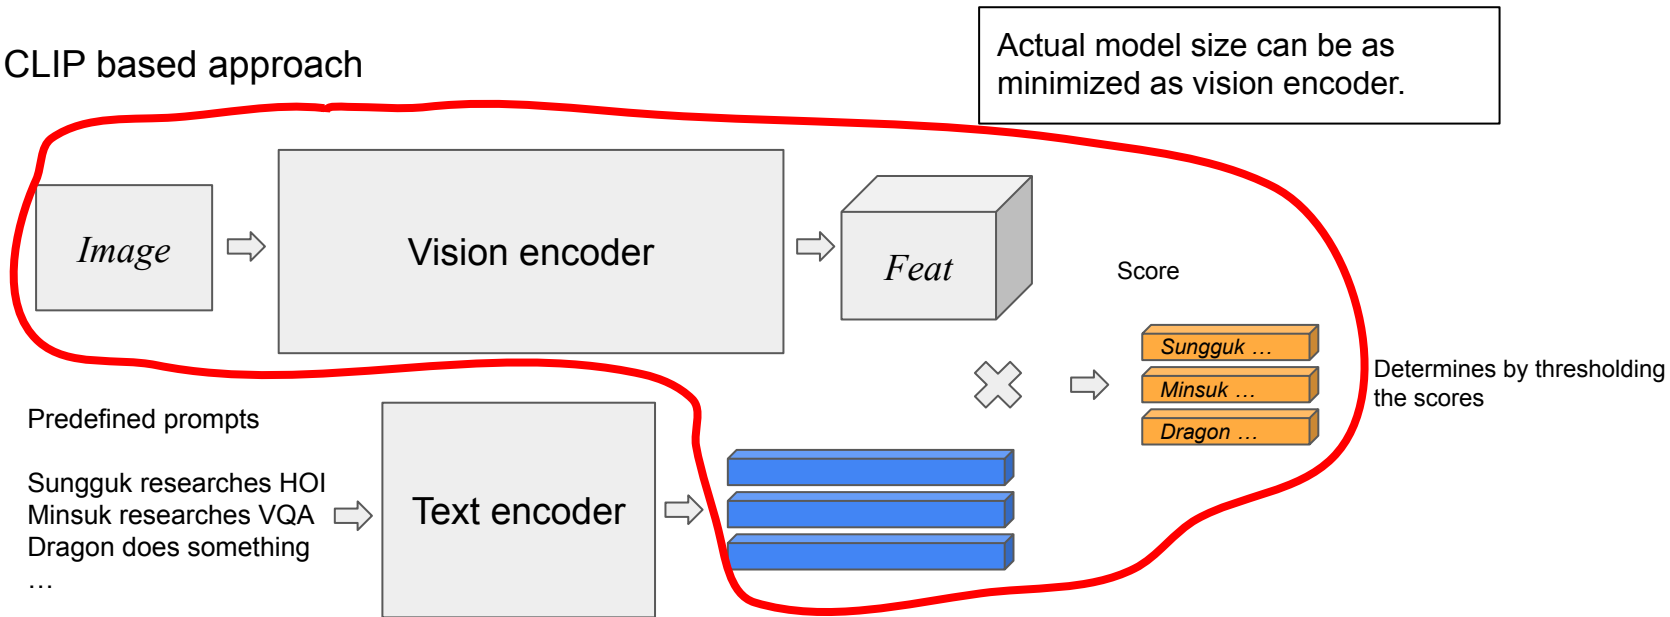 CLIP based approach
Actual model size can be as
minimized as vision encoder.
Image
Vision encoder
Feat
Score
Sungguk …
Minsuk …
Dragon …
Determines by thresholding
the scores
Predefined prompts
Sungguk researches HOI
Minsuk researches VQA
Dragon does something
…
Text encoder